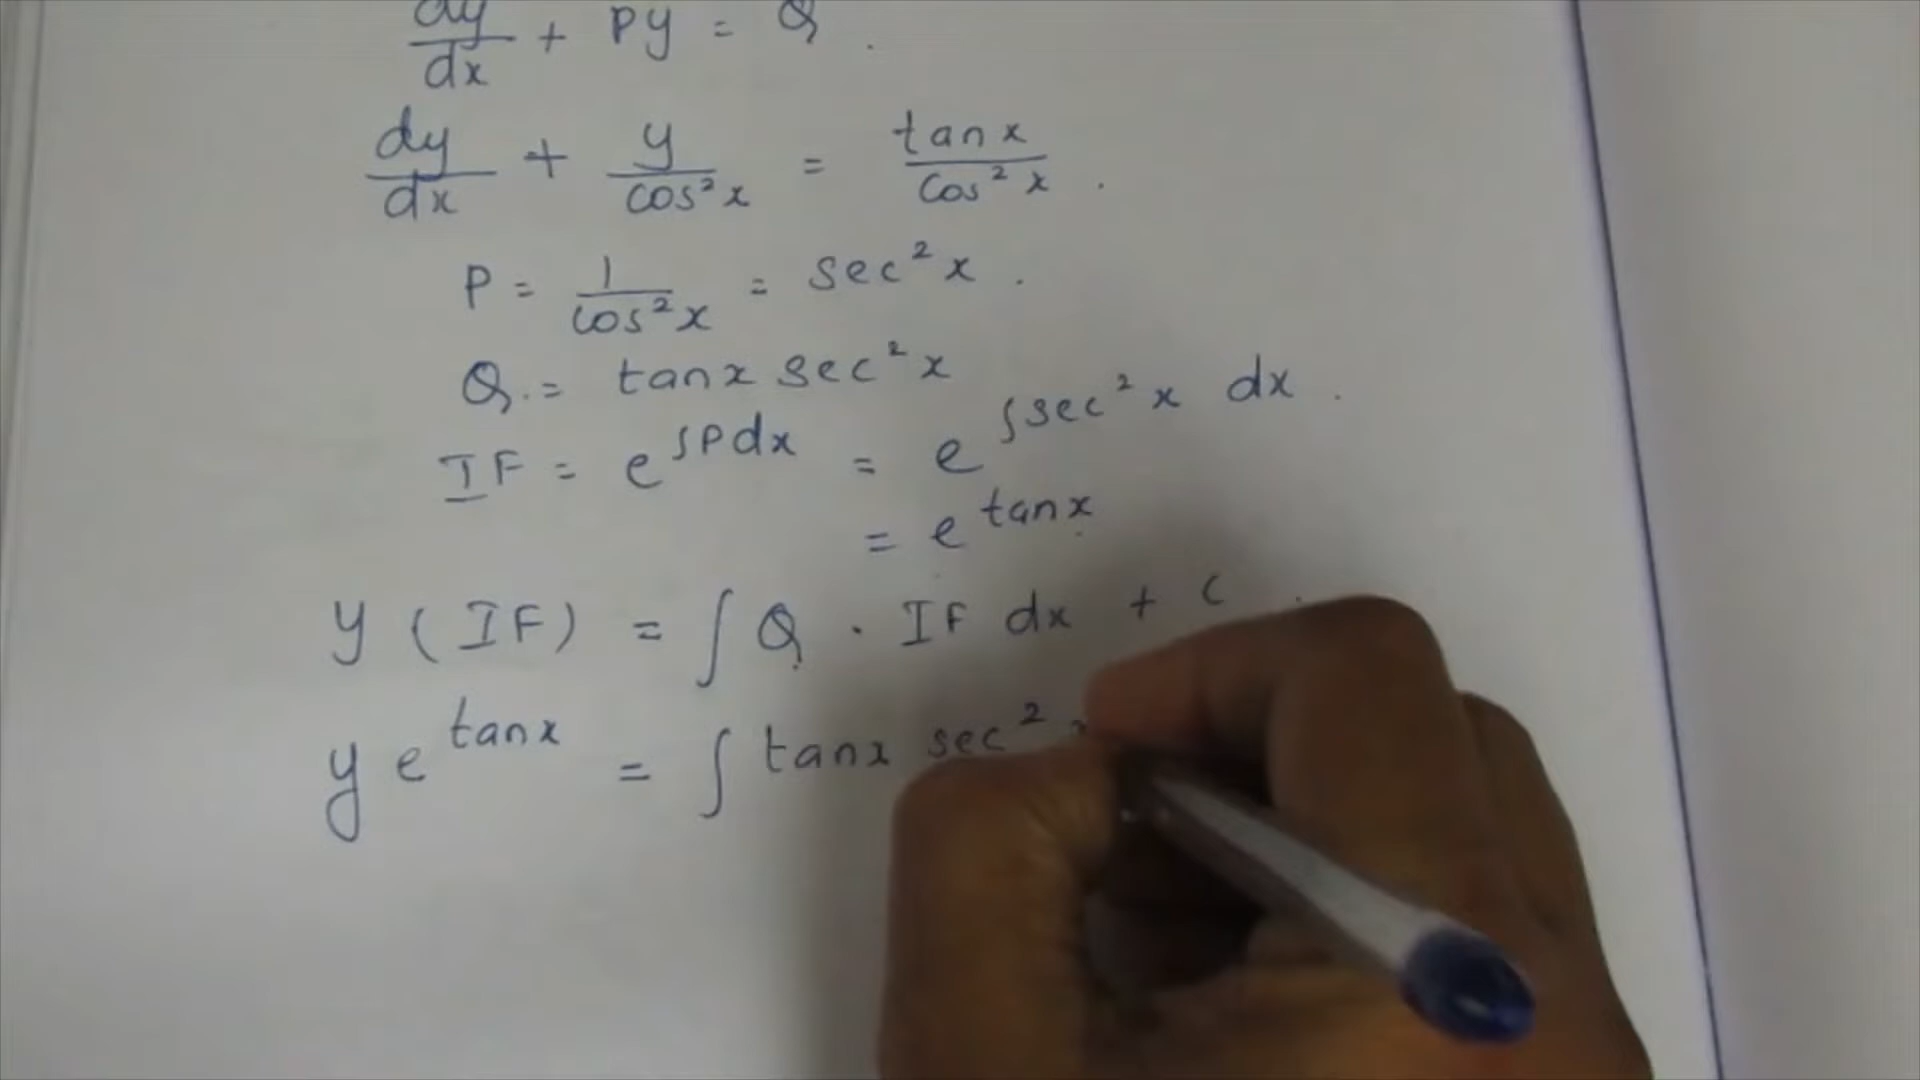 dy/dx + Py = Q.
dy/dx + y/cos²x = tanx/cos²x.
P = 1/cos²x = sec²x.
Q. = tanx sec²x
IF = e^∫Pdx = e^∫sec²x dx.
= e^tanx
y (IF) = ∫Q . IF dx + c.
y e^tanx = ∫tanx sec²